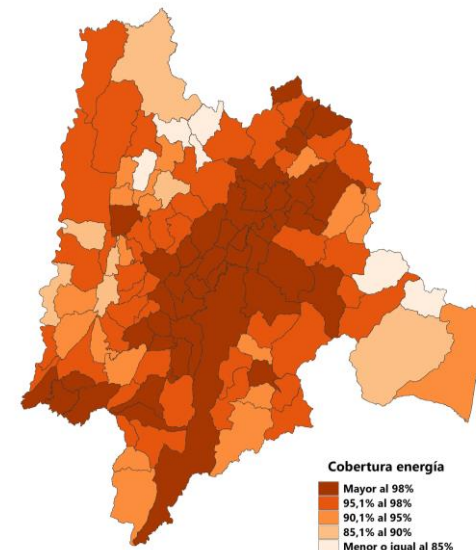 Cobertura energía
Mayor al 98%
95,1% al 98%
90,1% al 95%
85,1% al 90%
Menor o igual al 85%